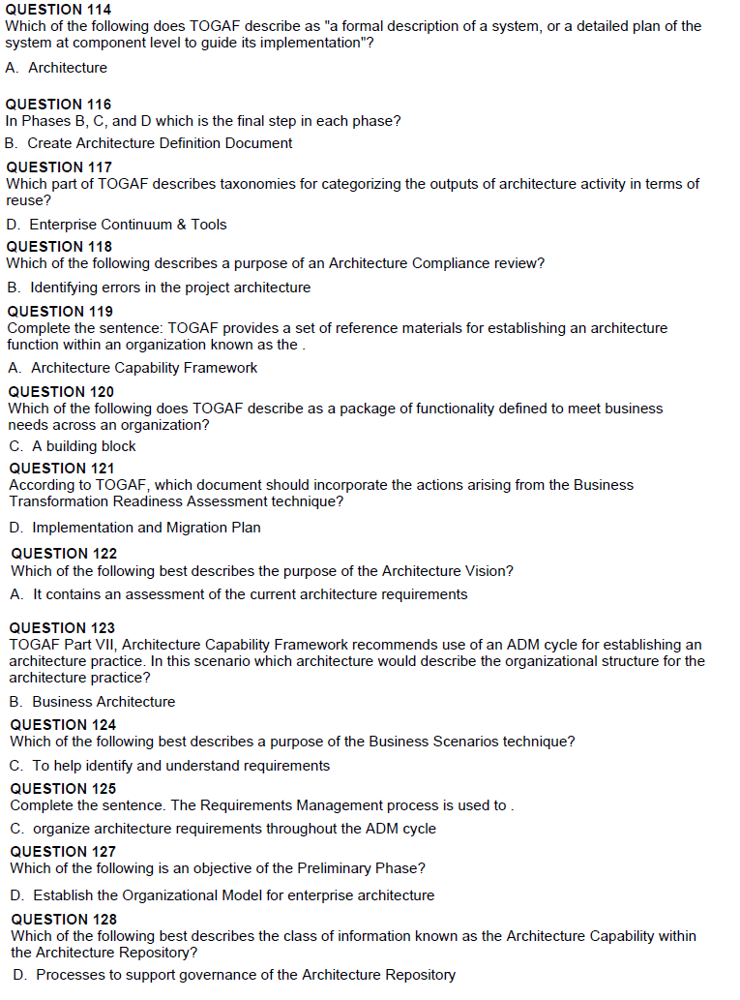 QUESTION 114
Which of the following does TOGAF describe as "a formal description of a system, or a detailed plan of the
system at component level to guide its implementation"?
A. Architecture
QUESTION 116
In Phases B, C, and D which is the final step in each phase?
B. Create Architecture Definition Document
QUESTION 117
Which part of TOGAF describes taxonomies for categorizing the outputs of architecture activity in terms of
reuse?
D. Enterprise Continuum & Tools
QUESTION 118
Which of the following describes a purpose of an Architecture Compliance review?
B. Identifying errors in the project architecture
QUESTION 119
Complete the sentence: TOGAF provides a set of reference materials for establishing an architecture
function within an organization known as the .
A. Architecture Capability Framework
QUESTION 120
Which of the following does TOGAF describe as a package of functionality defined to meet business
needs across an organization?
C. A building block
QUESTION 121
According to TOGAF, which document should incorporate the actions arising from the Business
Transformation Readiness Assessment technique?
D. Implementation and Migration Plan
QUESTION 122
Which of the following best describes the purpose of the Architecture Vision?
A. It contains an assessment of the current architecture requirements
QUESTION 123
TOGAF Part VII, Architecture Capability Framework recommends use of an ADM cycle for establishing an
architecture practice. In this scenario which architecture would describe the organizational structure for the
architecture practice?
B. Business Architecture
QUESTION 124
Which of the following best describes a purpose of the Business Scenarios technique?
C. To help identify and understand requirements
QUESTION 125
Complete the sentence. The Requirements Management process is used to .
C. organize architecture requirements throughout the ADM cycle
QUESTION 127
Which of the following is an objective of the Preliminary Phase?
D. Establish the Organizational Model for enterprise architecture
QUESTION 128
Which of the following best describes the class of information known as the Architecture Capability within
the Architecture Repository?
D. Processes to support governance of the Architecture Repository